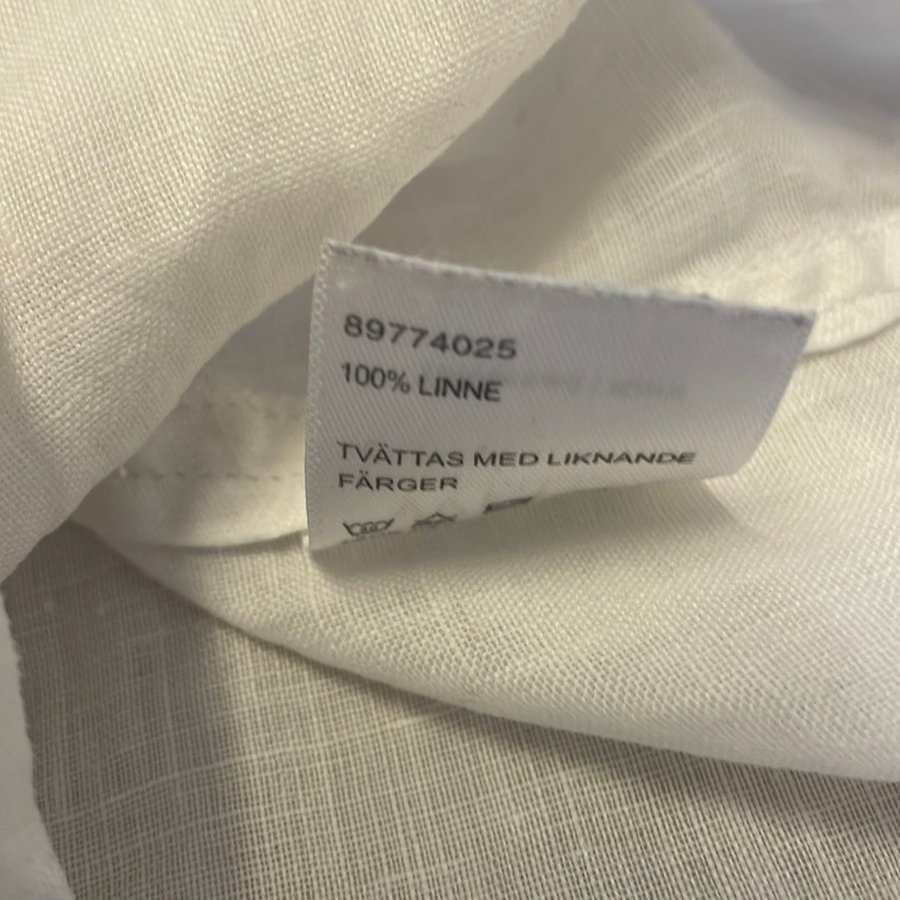 89774025
100% LINNE
TVÄTTAS MED LIKNANDE
FÄRGER